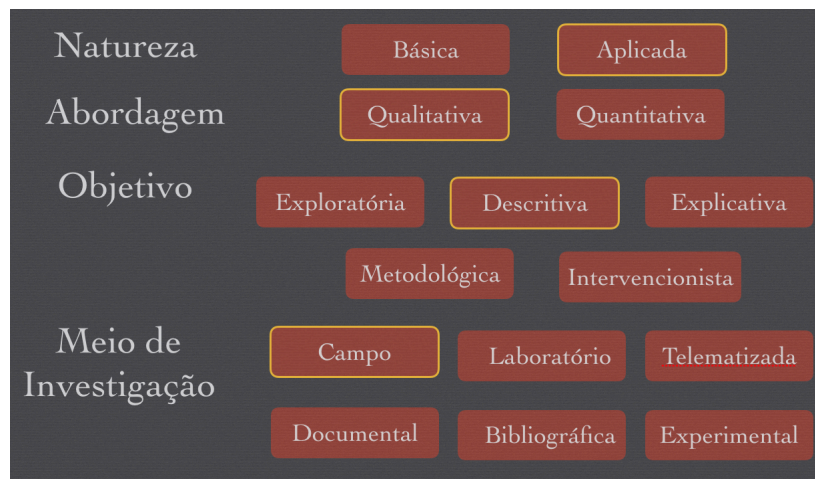 Natureza
Básica
Aplicada
Abordagem
Qualitativa
Quantitativa
Objetivo
Exploratória
Descritiva
Explicativa
Metodológica
Intervencionista
Meio de
Investigação
Campo
Laboratório
Telematizada
Documental
Bibliográfica
Experimental